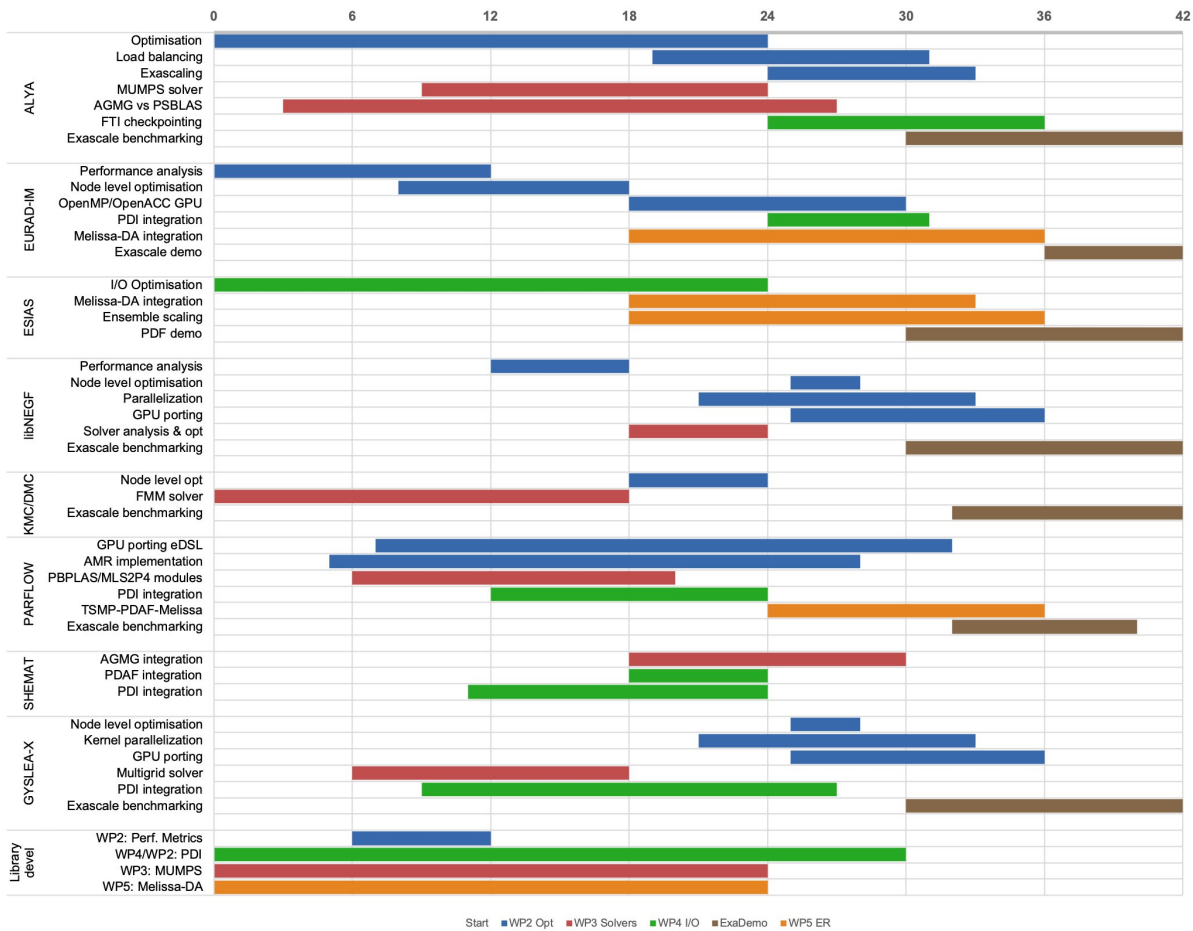 0 6 12 18 24 30 36 42
ALYA
Optimisation
Load balancing
Exascaling
MUMPS solver
AGMG vs PSBLAS
FTI checkpointing
Exascale benchmarking
EURAD-IM
Performance analysis
Node level optimisation
OpenMP/OpenACC GPU
PDI integration
Melissa-DA integration
Exascale demo
ESIAS
I/O Optimisation
Melissa-DA integration
Ensemble scaling
PDF demo
libNEGF
Performance analysis
Node level optimisation
Parallelization
GPU porting
Solver analysis & opt
Exascale benchmarking
KMC/DMC
Node level opt
FMM solver
Exascale benchmarking
PARFLOW
GPU porting eDSL
AMR implementation
PBPLAS/MLS2P4 modules
PDI integration
TSMP-PDAF-Melissa
Exascale benchmarking
SHEMAT
AGMG integration
PDAF integration
PDI integration
GYSLEA-X
Node level optimisation
Kernel parallelization
GPU porting
Multigrid solver
PDI integration
Exascale benchmarking
Library
devel
WP2: Perf. Metrics
WP4/WP2: PDI
WP3: MUMPS
WP5: Melissa-DA
Start WP2 Opt WP3 Solvers WP4 I/O ExaDemo WP5 ER